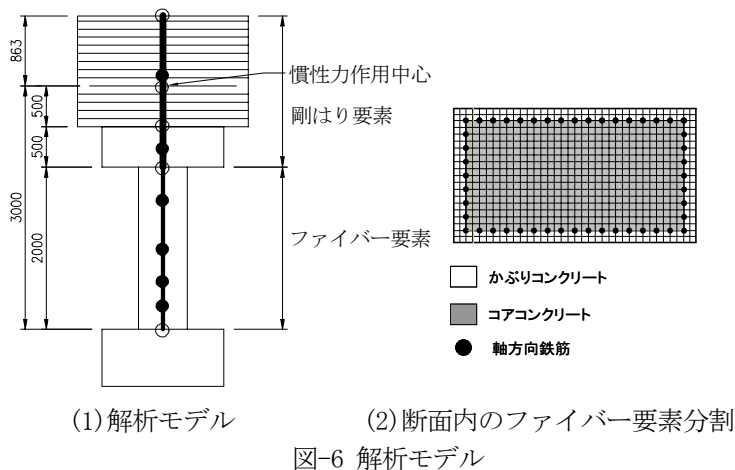 863
500
500
3000
2000
慣性力作用中心
剛はり要素
ファイバー要素
かぶりコンクリート
コアコンクリート
軸方向鉄筋
(1)解析モデル
(2)断面内のファイバー要素分割
図-6 解析モデル